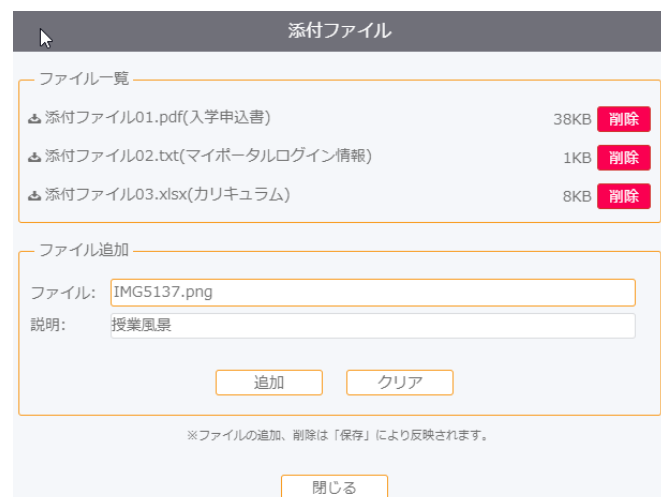 添付ファイル
ファイル一覧
添付ファイル01.pdf(入学申込書) 38KB 削除
添付ファイル02.txt(マイポータルログイン情報) 1KB 削除
添付ファイル03.xlsx(カリキュラム) 8KB 削除
ファイル追加
ファイル: IMG5137.png
説明: 授業風景
追加 クリア
※ファイルの追加、削除は「保存」により反映されます。
閉じる